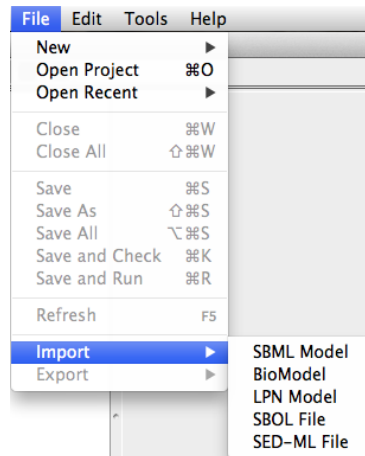 File Edit Tools Help
New ▶
Open Project ⌘O
Open Recent ▶
Close ⌘W
Close All ⇧⌘W
Save ⌘S
Save As ⇧⌘S
Save All ⌥⌘S
Save and Check ⌘K
Save and Run ⌘R
Refresh F5
Import ▶ SBML Model
Export ▶ BioModel
LPN Model
SBOL File
SED-ML File